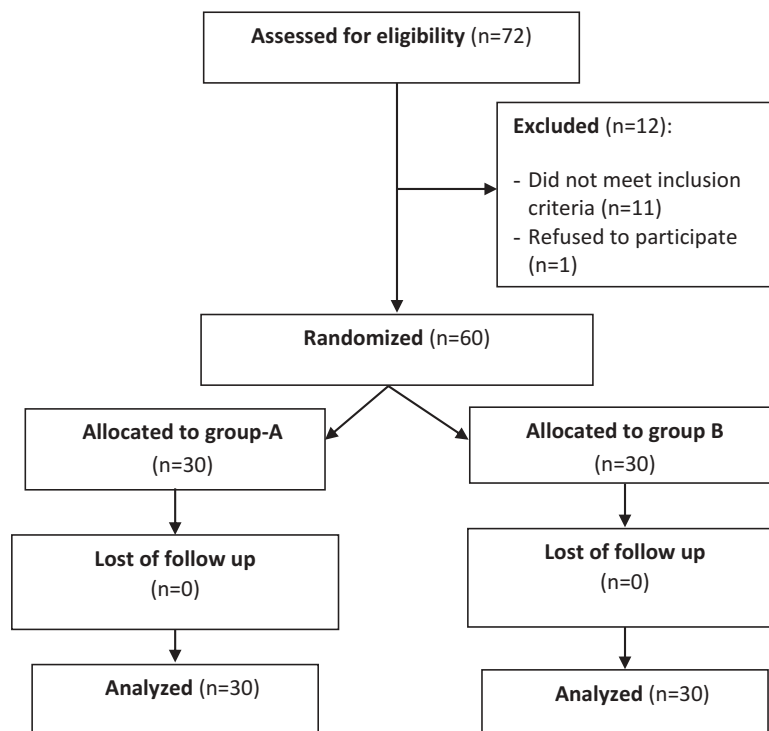 Assessed for eligibility (n=72)
Excluded (n=12):
- Did not meet inclusion
criteria (n=11)
- Refused to participate
(n=1)
Randomized (n=60)
Allocated to group-A
(n=30)
Allocated to group B
(n=30)
Lost of follow up
(n=0)
Lost of follow up
(n=0)
Analyzed (n=30)
Analyzed (n=30)